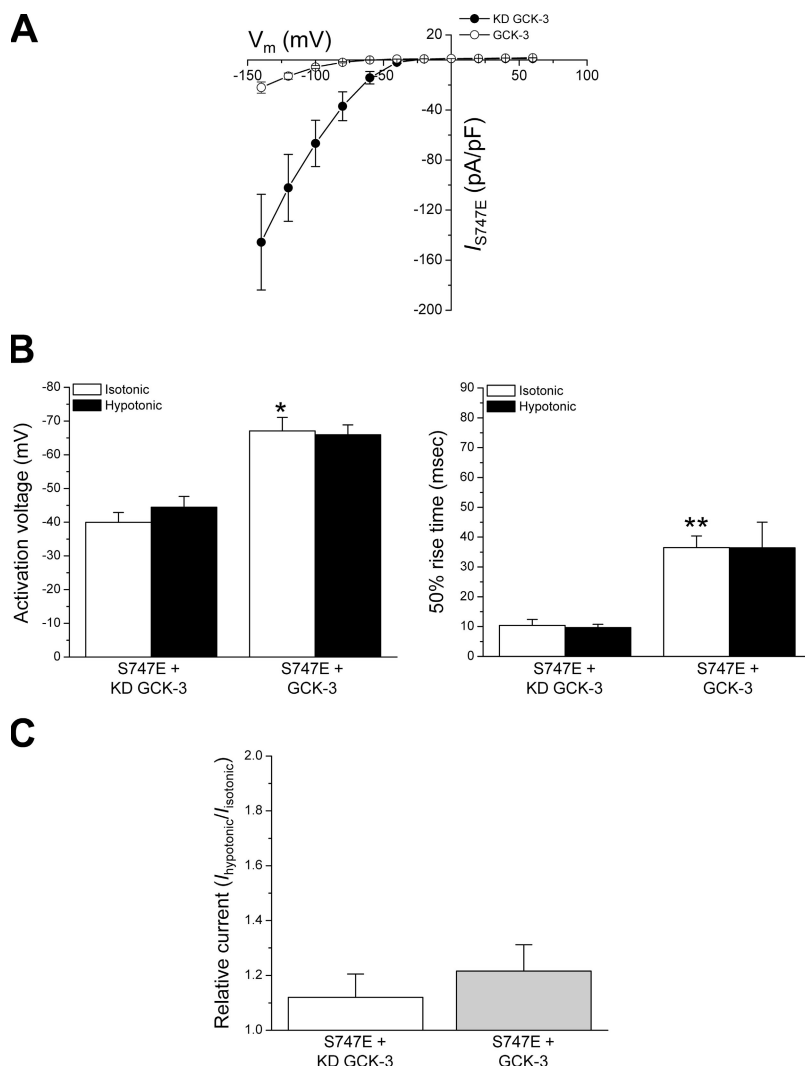 A
KD GCK-3
GCK-3
V_m (mV)
20
-150 -100 -50 50 100
-40
-80
-120
-160
-200
I_S747E (pA/pF)
B
Isotonic
Hypotonic
*
Activation voltage (mV)
-80
-70
-60
-50
-40
-30
-20
-10
0
S747E + KD GCK-3
S747E + GCK-3
Isotonic
Hypotonic
**
50% rise time (msec)
90
80
70
60
50
40
30
20
10
0
S747E + KD GCK-3
S747E + GCK-3
C
Relative current (I_hypotonic/I_isotonic)
2.0
1.8
1.6
1.4
1.2
1.0
S747E + KD GCK-3
S747E + GCK-3